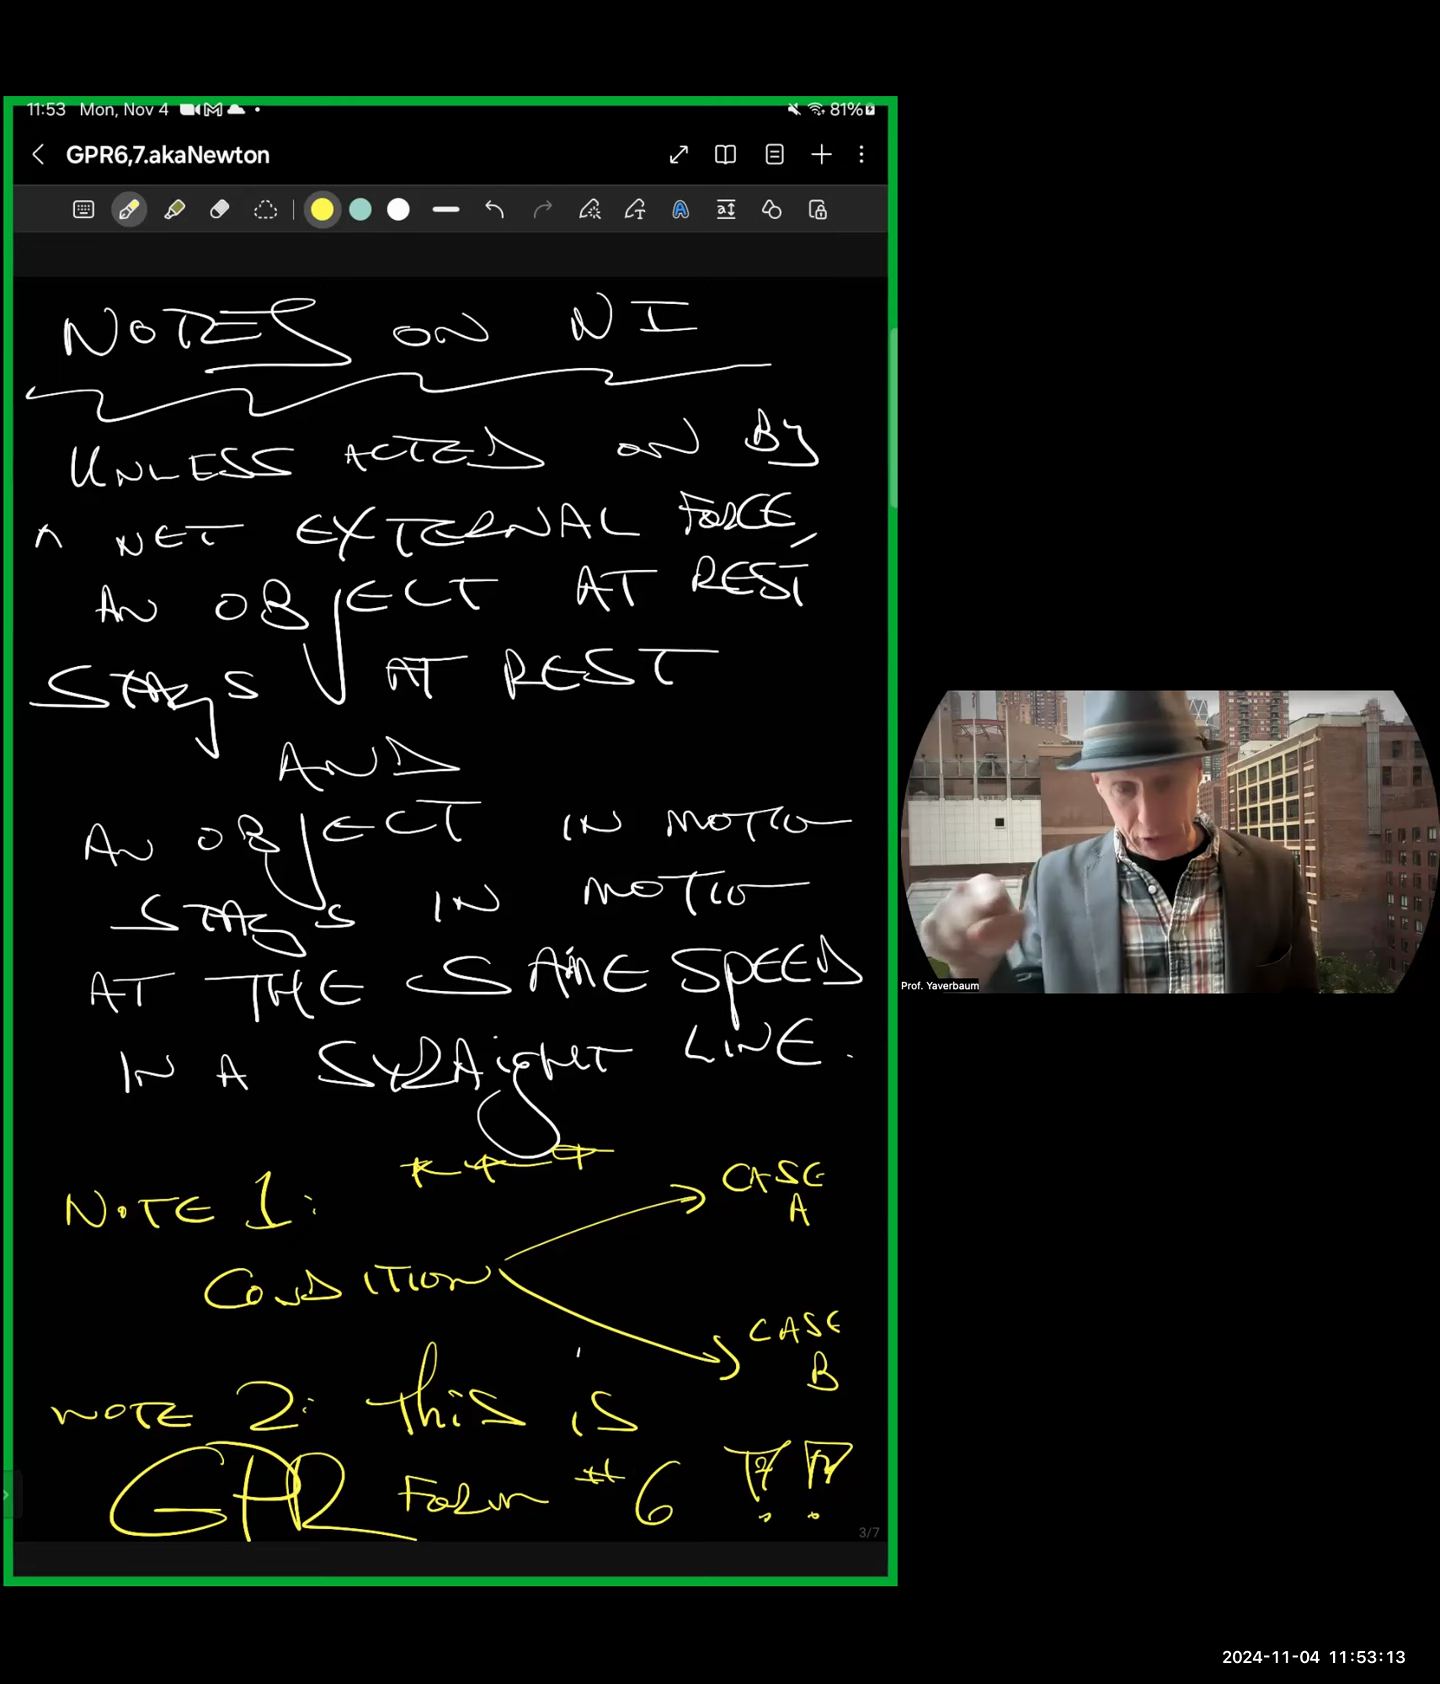 11:53 Mon, Nov 4
81%
GPR6,7.akaNewton
NOTES ON NI
UNLESS ACTED ON BY
A NET EXTERNAL FORCE,
AN OBJECT AT REST
STAYS AT REST
AND
AN OBJECT IN MOTION
STAYS IN MOTION
AT THE SAME SPEED
IN A STRAIGHT LINE.
NOTE 1:
CASE
A
CONDITION
CASE
B
NOTE 2: this is
GPR FORM #6 !!
3/7
Prof. Yaverbaum
2024-11-04 11:53:13